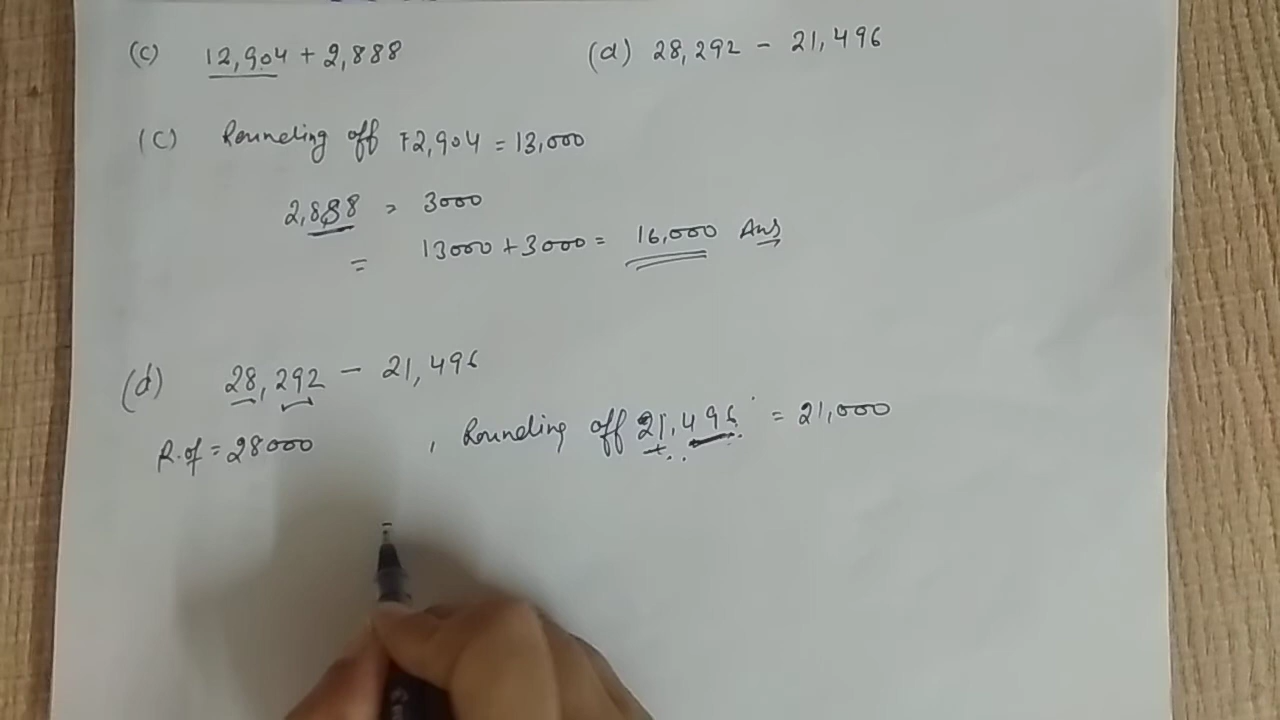 (c) 12,904 + 2,888 (d) 28,292 - 21,496
(C) Rounding off 12,904 = 13,000
2,888 = 3000
= 13000 + 3000 = 16,000 Ans
(d) 28,292 - 21,496
R.of = 28000 , Rounding off 21,496 = 21,000